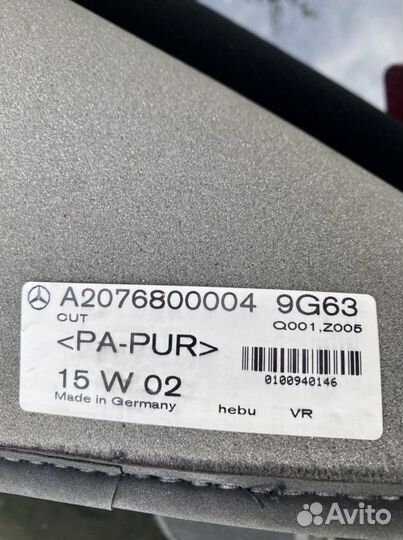 A2076800004 9G63
CUT Q001,Z005
<PA-PUR>
15 W 02
0100940146
Made in Germany hebu VR
Avito